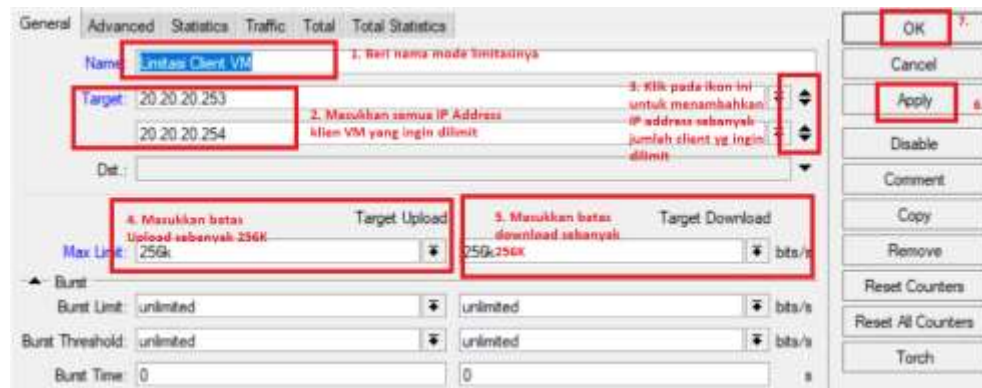 General Advanced Statistics Traffic Total Total Statistics
OK 7.
Name: Limitasi Client VM 1. Beri nama mode limitasinya
Cancel
Target: 20.20.20.253
20.20.20.254
2. Masukkan semua IP Address
klien VM yang ingin dilimit
3. Klik pada ikon ini
untuk menambahkan
IP address sebanyak
jumlah client yg ingin
dilimit
Apply 6.
Disable
Dst.:
Comment
4. Masukkan batas
Upload sebanyak 256K
Target Upload
5. Masukkan batas
download sebanyak
256K
Target Download
Copy
Max Limit: 256k 256k bits/s
Remove
Burst
Reset Counters
Burst Limit: unlimited unlimited bits/s
Reset All Counters
Burst Threshold: unlimited unlimited bits/s
Torch
Burst Time: 0 0 s